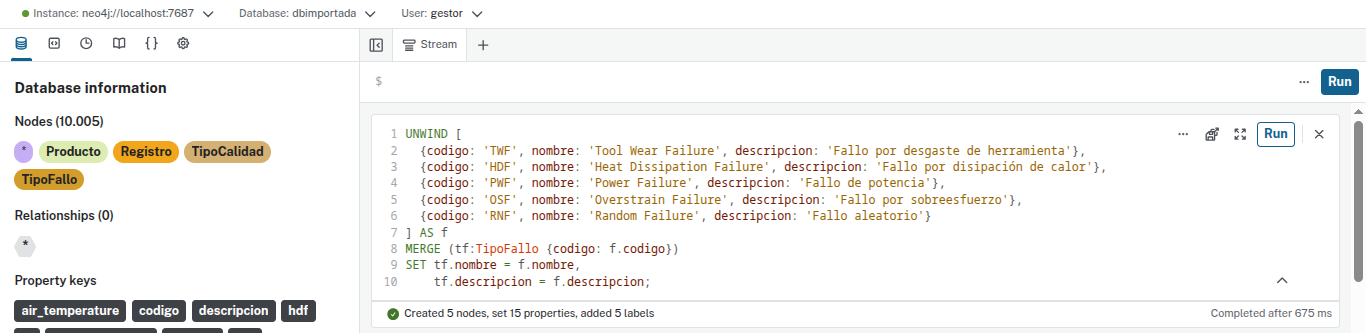 Instance: neo4j://localhost:7687 Database: dbimportada User: gestor
Stream
Database information
$
Run
Nodes (10.005)
* Producto Registro TipoCalidad
TipoFallo
Relationships (0)
*
Property keys
air_temperature codigo descripcion hdf
Run
1 UNWIND [
2 {codigo: 'TWF', nombre: 'Tool Wear Failure', descripcion: 'Fallo por desgaste de herramienta'},
3 {codigo: 'HDF', nombre: 'Heat Dissipation Failure', descripcion: 'Fallo por disipación de calor'},
4 {codigo: 'PWF', nombre: 'Power Failure', descripcion: 'Fallo de potencia'},
5 {codigo: 'OSF', nombre: 'Overstrain Failure', descripcion: 'Fallo por sobreesfuerzo'},
6 {codigo: 'RNF', nombre: 'Random Failure', descripcion: 'Fallo aleatorio'}
7 ] AS f
8 MERGE (tf:TipoFallo {codigo: f.codigo})
9 SET tf.nombre = f.nombre,
10 tf.descripcion = f.descripcion;
Created 5 nodes, set 15 properties, added 5 labels
Completed after 675 ms